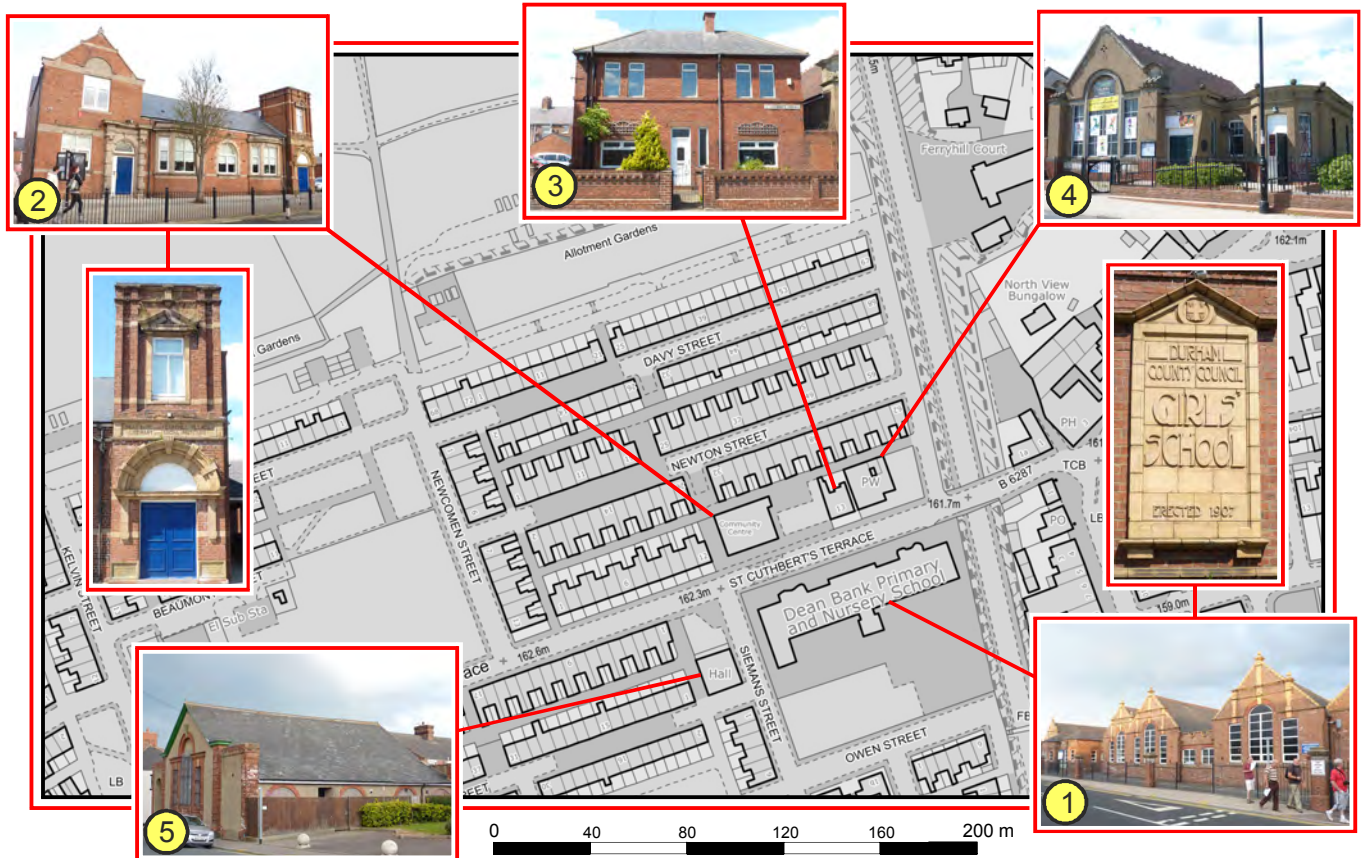 2
3
4
.5m
Ferryhill Court
Allotment Gardens
162.1m
North View
Bungalow
Gardens
DAVY STREET
DURHAM
COUNTY COUNCIL
GIRLS'
SCHOOL
ERECTED 1907
PH
NEWTON STREET
NEWCOMEN STREET
PW
B 6287
TCB
161.7m
LB
PO
Community
Centre
ST CUTHBERT'S TERRACE
KELVIN STREET
BEAUMON
El Sub Sta
162.3m
Dean Bank Primary
and Nursery School
159.0m
162.6m
ace
Hall
SIEMANS STREET
OWEN STREET
FB
LB
5
1
0 40 80 120 160 200 m